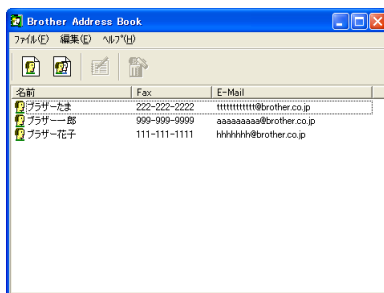 Brother Address Book
ファイル(F) 編集(E) ヘルプ(H)
名前 Fax E-Mail
ブラザーたま 222-222-2222 tttttttttttt@brother.co.jp
ブラザー一郎 999-999-9999 aaaaaaaaa@brother.co.jp
ブラザー花子 111-111-1111 hhhhhhh@brother.co.jp